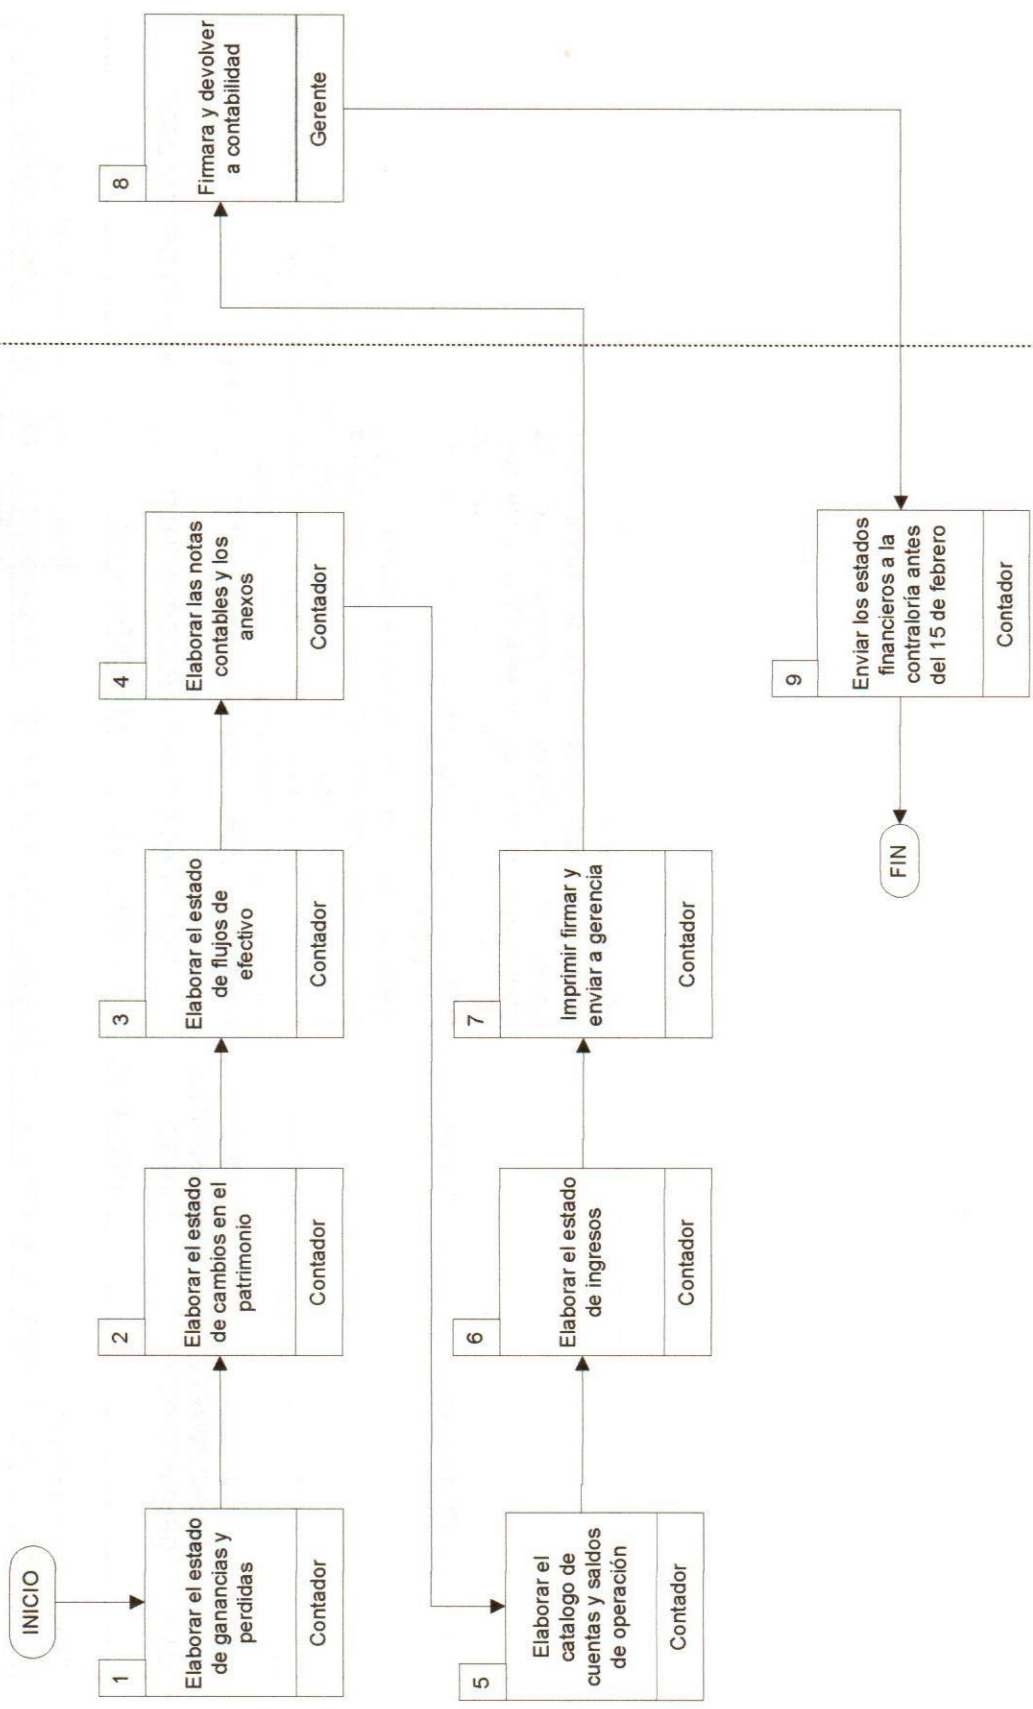 INICIO
1
Elaborar el estado
de ganancias y
perdidas
Contador
2
Elaborar el estado
de cambios en el
patrimonio
Contador
3
Elaborar el estado
de flujos de
efectivo
Contador
4
Elaborar las notas
contables y los
anexos
Contador
5
Elaborar el
catalogo de
cuentas y saldos
de operación
Contador
6
Elaborar el estado
de ingresos
Contador
7
Imprimir firmar y
enviar a gerencia
Contador
8
Firmara y devolver
a contabilidad
Gerente
9
Enviar los estados
financieros a la
contraloría antes
del 15 de febrero
Contador
FIN